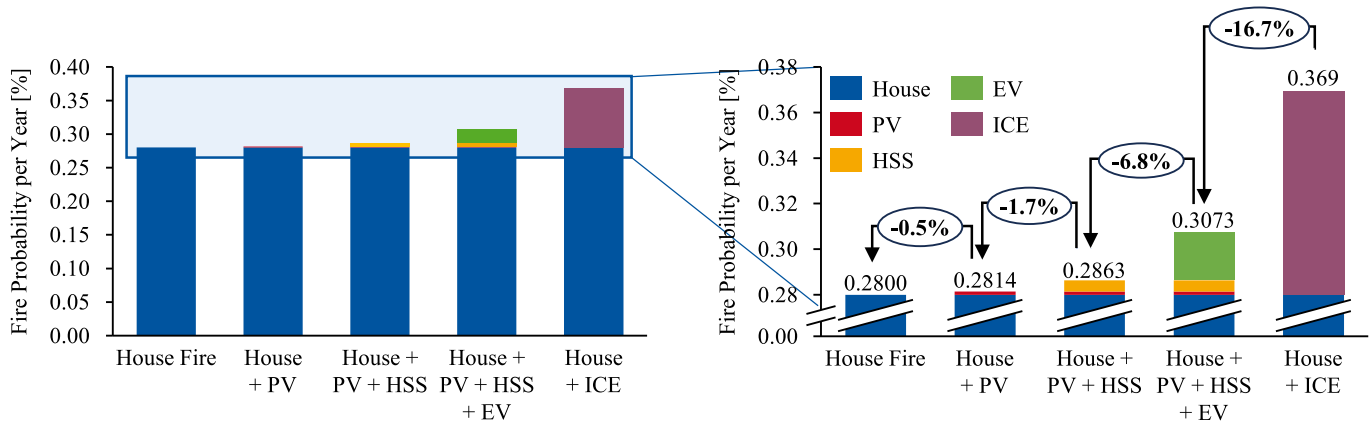 Fire Probability per Year [%]
0.40
0.35
0.30
0.25
0.20
0.15
0.10
0.05
0.00
House Fire
House
+ PV
House +
PV + HSS
House +
PV + HSS
+ EV
House
+ ICE
Fire Probability per Year [%]
0.38
0.36
0.34
0.32
0.30
0.28
0.00
House
PV
HSS
EV
ICE
-0.5%
-1.7%
-6.8%
-16.7%
0.2800
0.2814
0.2863
0.3073
0.369
House Fire
House
+ PV
House +
PV + HSS
House +
PV + HSS
+ EV
House
+ ICE